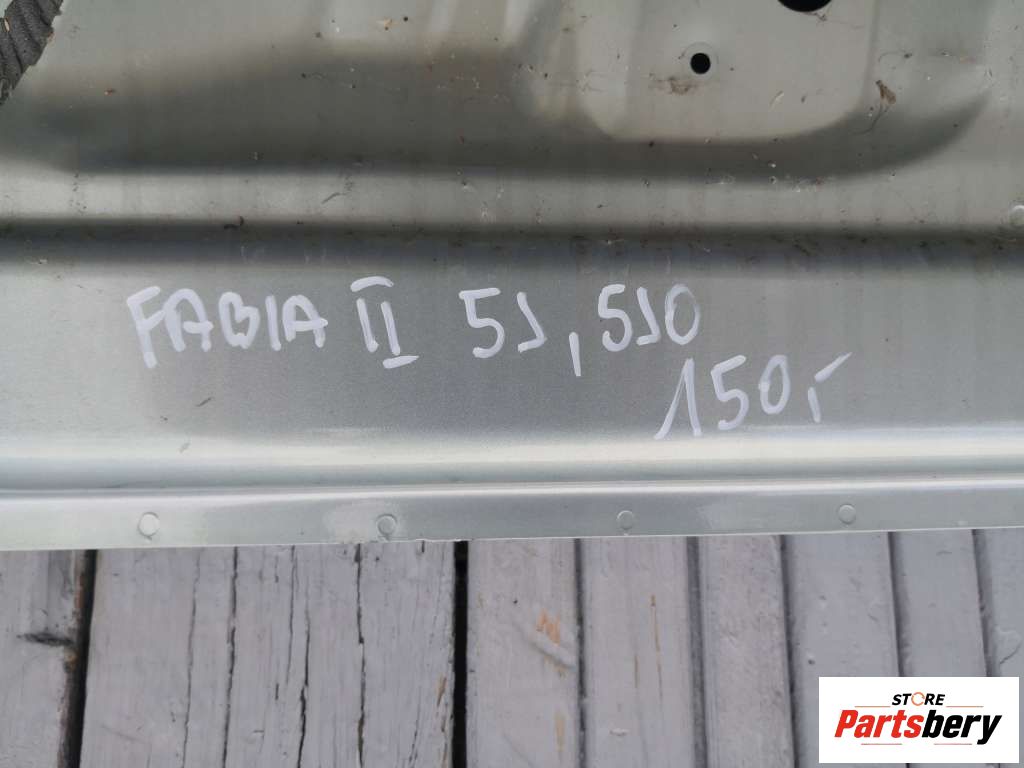 FABIA II 5J, 5J0
150,-
STORE
Partsbery